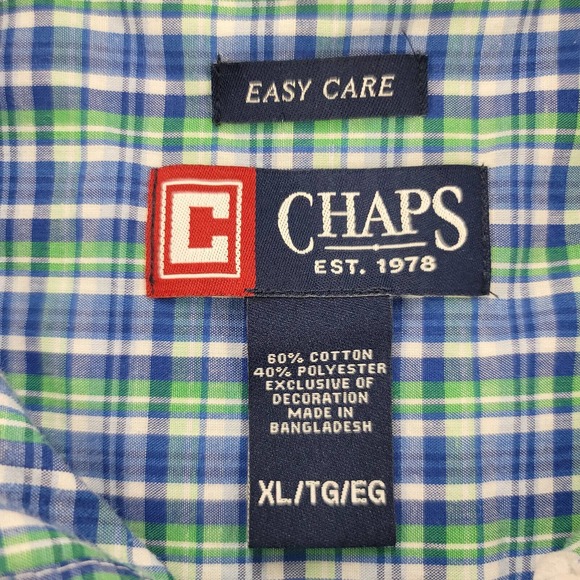 EASY CARE
C
CHAPS
EST. 1978
60% COTTON
40% POLYESTER
EXCLUSIVE OF
DECORATION
MADE IN
BANGLADESH
XL/TG/EG